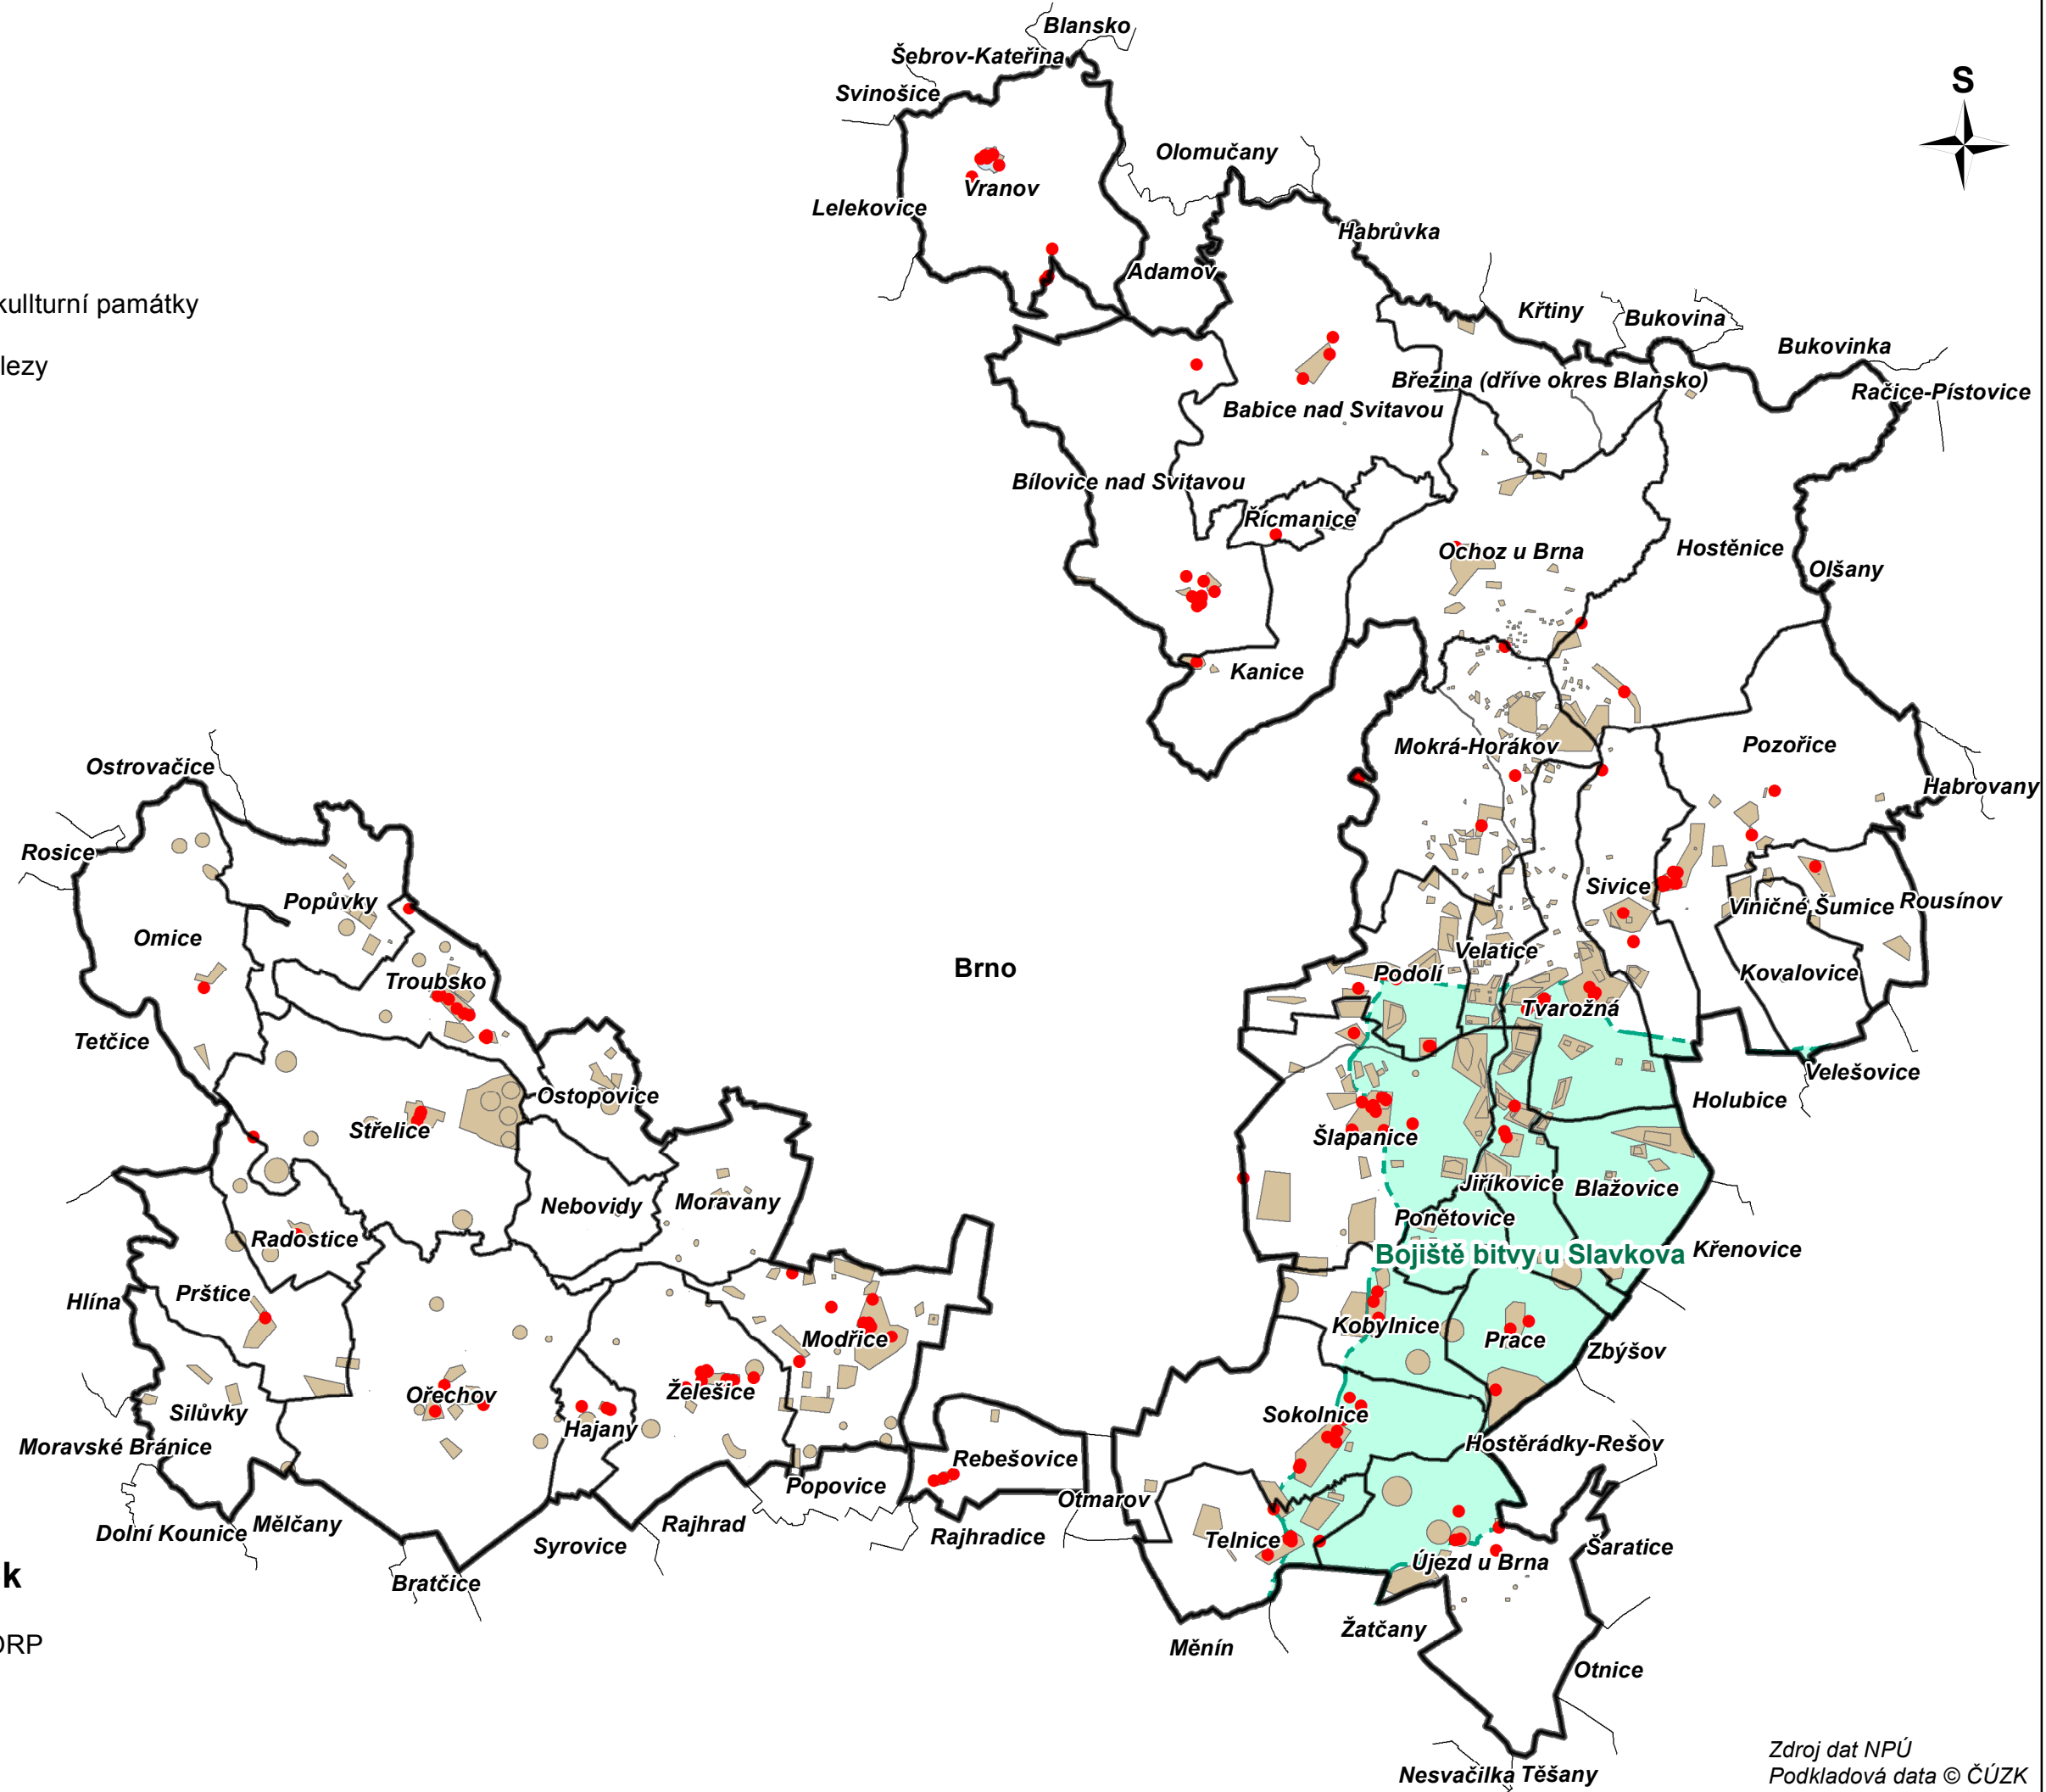 Blansko
Šebrov-Kateřina
Svinošice
S
Olomučany
Vranov
Lelekovice
Habrůvka
Adamov
kullturní památky
Křtiny
Bukovina
Bukovinka
lezy
Březina (dříve okres Blansko)
Račice-Pístovice
Babice nad Svitavou
Bílovice nad Svitavou
Řícmanice
Ochoz u Brna
Hostěnice
Olšany
Kanice
Mokrá-Horákov
Pozořice
Ostrovačice
Habrovany
Rosice
Sivice
Popůvky
Viničné Šumice
Rousínov
Omice
Velatice
Brno
Podolí
Kovalovice
Troubsko
Tvarožná
Tetčice
Velešovice
Ostopovice
Holubice
Střelice
Šlapanice
Jiříkovice
Blažovice
Nebovidy
Moravany
Ponětovice
Radostice
Bojiště bitvy u Slavkova
Křenovice
Prštice
Hlína
Kobylnice
Modřice
Prace
Zbýšov
Ořechov
Želešice
Silůvky
Sokolnice
Hajany
Moravské Bránice
Hostěrádky-Rešov
Rebešovice
Popovice
Otmarov
Mělčany
Rajhrad
Dolní Kounice
Rajhradice
Telnice
Syrovice
Šaratice
Újezd u Brna
k
Bratčice
Žatčany
ORP
Měnín
Otnice
Zdroj dat NPÚ
Nesvačilka
Těšany
Podkladová data © ČÚZK